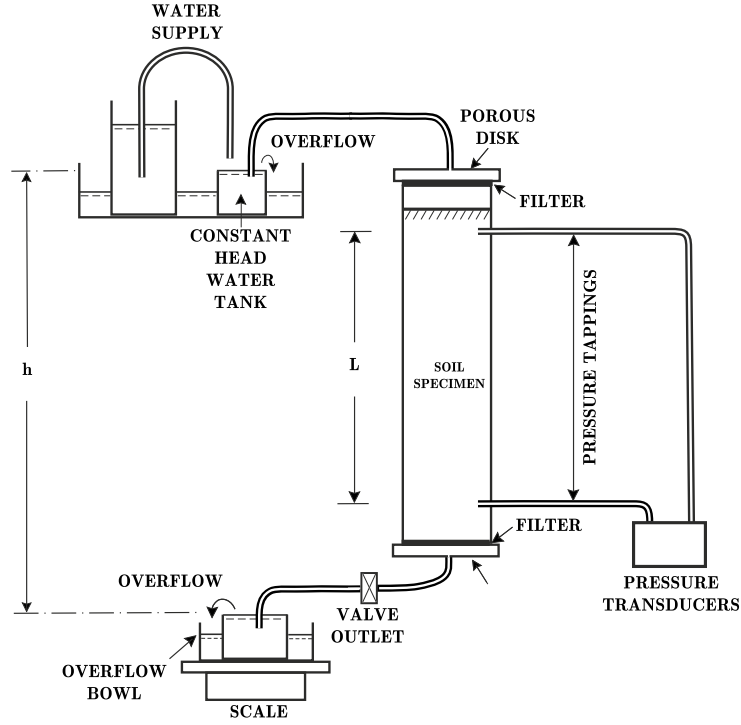 WATER
SUPPLY
POROUS
DISK
OVERFLOW
FILTER
CONSTANT
HEAD
WATER
TANK
h
L
SOIL
SPECIMEN
PRESSURE TAPPINGS
FILTER
OVERFLOW
PRESSURE
TRANSDUCERS
VALVE
OUTLET
OVERFLOW
BOWL
SCALE